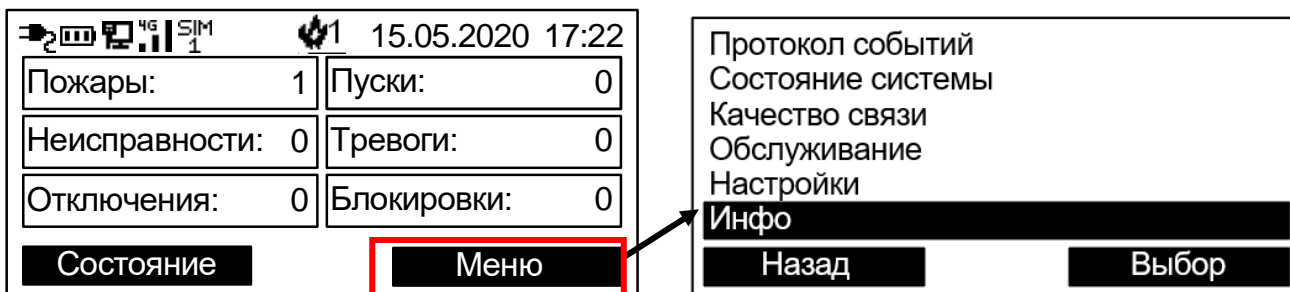 2 4G SIM 1 1 15.05.2020 17:22
Пожары: 1 Пуски: 0
Неисправности: 0 Тревоги: 0
Отключения: 0 Блокировки: 0
Состояние Меню
Протокол событий
Состояние системы
Качество связи
Обслуживание
Настройки
Инфо
Назад Выбор